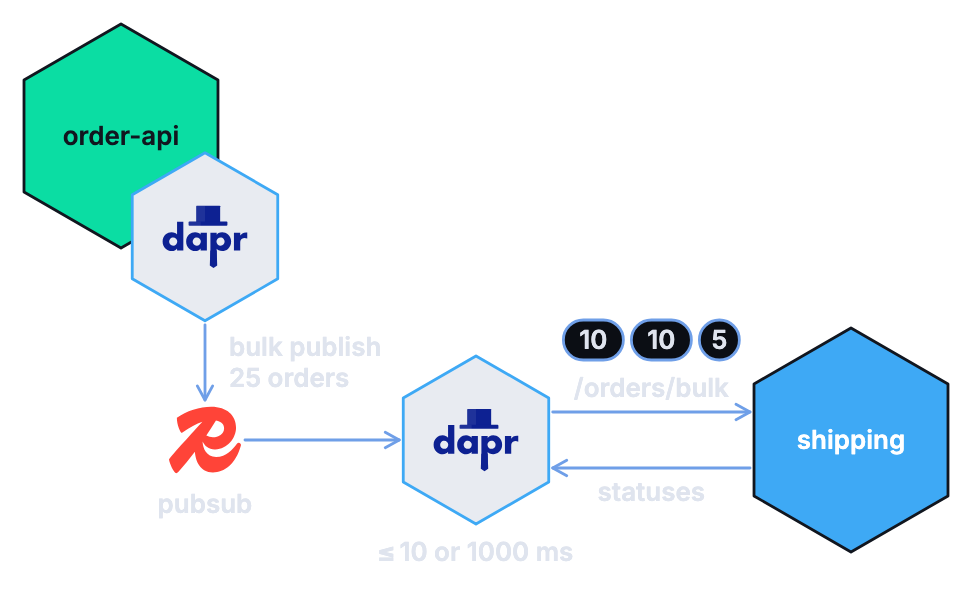 order-api
dapr
bulk publish
25 orders
10 10 5
/orders/bulk
dapr
shipping
statuses
pubsub
≤ 10 or 1000 ms